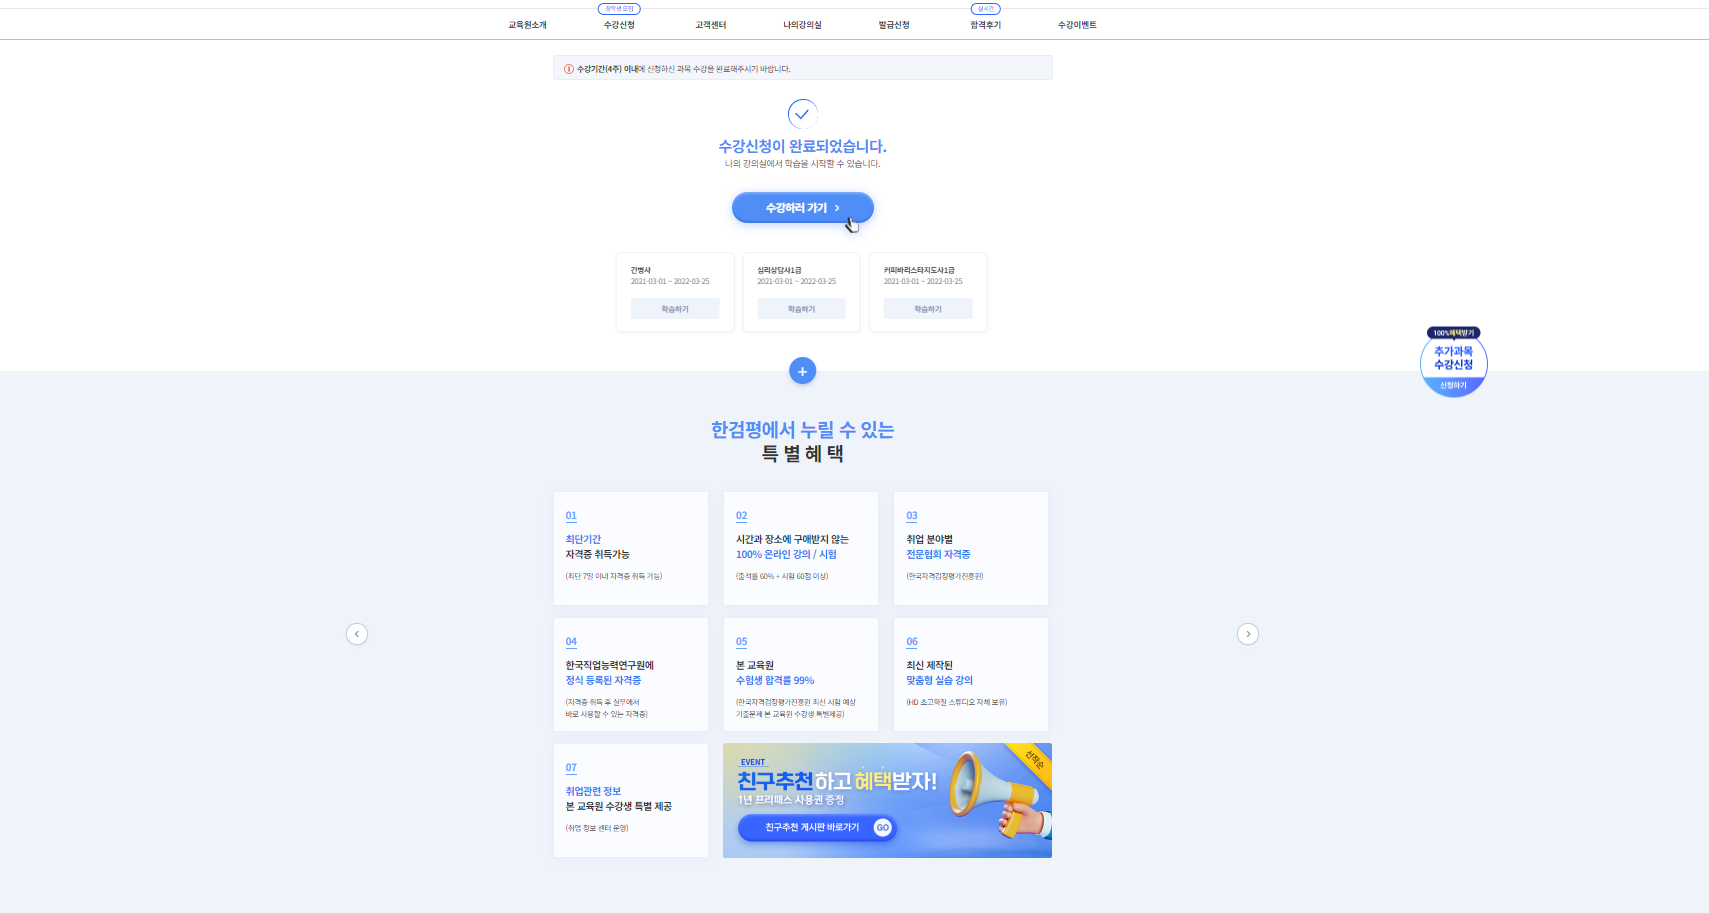 장학생 모집
실시간
교육원소개
수강신청
고객센터
나의강의실
발급신청
합격후기
수강이벤트
수강기간(4주) 이내에 신청하신 과목 수강을 완료해주시기 바랍니다.
수강신청이 완료되었습니다.
나의 강의실에서 학습을 시작할 수 있습니다.
수강하러 가기 >
간병사
2021-03-01 ~ 2022-03-25
학습하기
심리상담사1급
2021-03-01 ~ 2022-03-25
학습하기
커피바리스타지도사1급
2021-03-01 ~ 2022-03-25
학습하기
100%혜택받기
추가과목
수강신청
신청하기
+
한검평에서 누릴 수 있는
특별혜택
01
최단기간
자격증 취득가능
(최단 7일 이내 자격증 취득 가능)
02
시간과 장소에 구애받지 않는
100% 온라인 강의 / 시험
(출석률 60% + 시험 60점 이상)
03
취업 분야별
전문협회 자격증
(한국자격검정평가진흥원)
04
한국직업능력연구원에
정식 등록된 자격증
(자격증 취득 후 실무에서
바로 사용할 수 있는 자격증)
05
본 교육원
수험생 합격률 99%
(한국자격검정평가진흥원 최신 시험 예상
기출문제 본 교육원 수강생 특별제공)
06
최신 제작된
맞춤형 실습 강의
(HD 초고화질 스튜디오 자체 보유)
07
취업관련 정보
본 교육원 수강생 특별 제공
(취업 정보 센터 운영)
EVENT
친구추천하고 혜택받자!
1년 프리패스 사용권 증정
친구추천 게시판 바로가기 GO
선착순